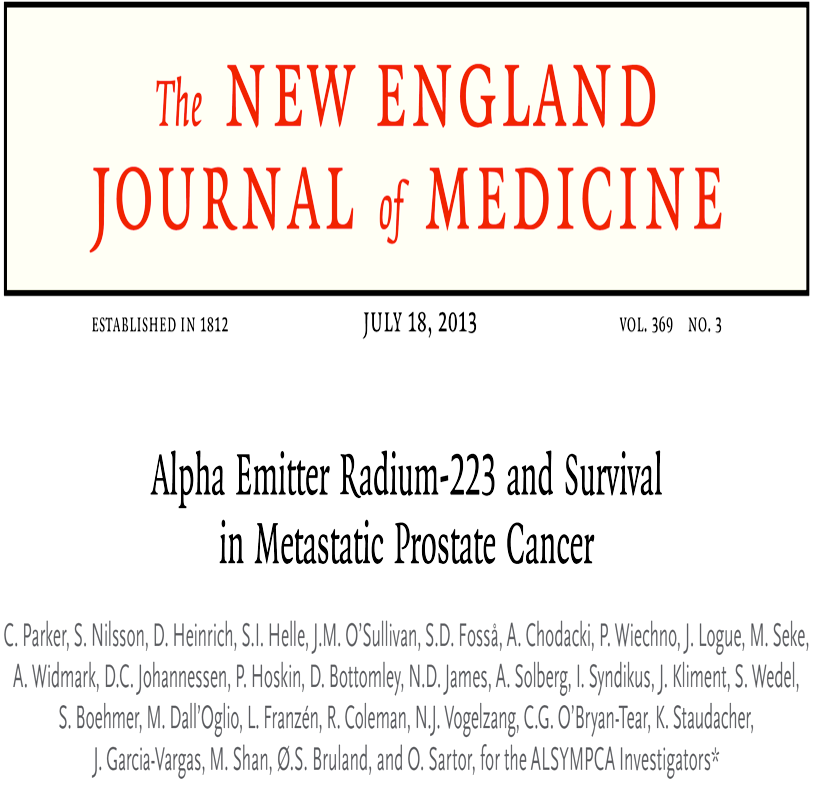 The NEW ENGLAND
JOURNAL of MEDICINE
ESTABLISHED IN 1812 JULY 18, 2013 VOL. 369 NO. 3
Alpha Emitter Radium-223 and Survival
in Metastatic Prostate Cancer
C. Parker, S. Nilsson, D. Heinrich, S.I. Helle, J.M. O’Sullivan, S.D. Fosså, A. Chodacki, P. Wiechno, J. Logue, M. Seke,
A. Widmark, D.C. Johannessen, P. Hoskin, D. Bottomley, N.D. James, A. Solberg, I. Syndikus, J. Kliment, S. Wedel,
S. Boehmer, M. Dall’Oglio, L. Franzén, R. Coleman, N.J. Vogelzang, C.G. O’Bryan-Tear, K. Staudacher,
J. Garcia-Vargas, M. Shan, Ø.S. Bruland, and O. Sartor, for the ALSYMPCA Investigators*